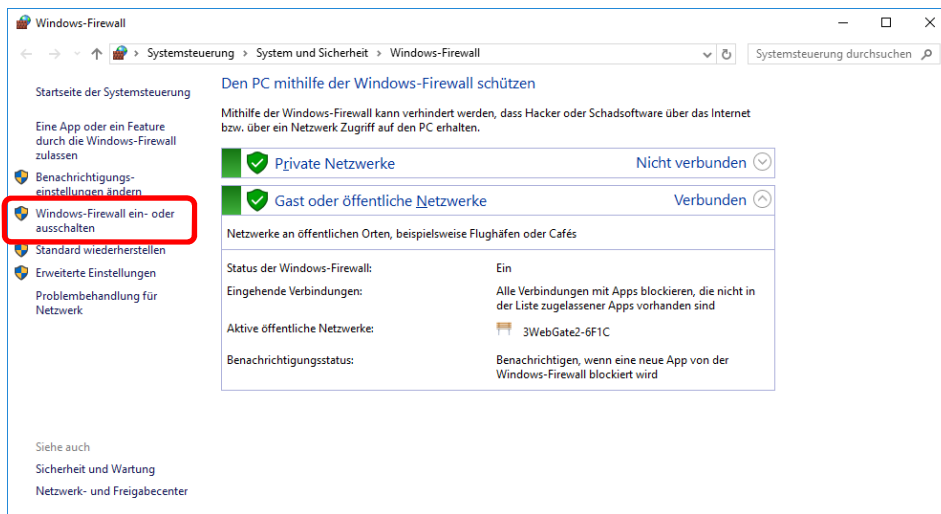 Windows-Firewall
Systemsteuerung › System und Sicherheit › Windows-Firewall
Systemsteuerung durchsuchen
Startseite der Systemsteuerung
Eine App oder ein Feature
durch die Windows-Firewall
zulassen
Benachrichtigungs-
einstellungen ändern
Windows-Firewall ein- oder
ausschalten
Standard wiederherstellen
Erweiterte Einstellungen
Problembehandlung für
Netzwerk
Siehe auch
Sicherheit und Wartung
Netzwerk- und Freigabecenter
Den PC mithilfe der Windows-Firewall schützen
Mithilfe der Windows-Firewall kann verhindert werden, dass Hacker oder Schadsoftware über das Internet
bzw. über ein Netzwerk Zugriff auf den PC erhalten.
Private Netzwerke Nicht verbunden
Gast oder öffentliche Netzwerke Verbunden
Netzwerke an öffentlichen Orten, beispielsweise Flughäfen oder Cafés
Status der Windows-Firewall: Ein
Eingehende Verbindungen: Alle Verbindungen mit Apps blockieren, die nicht in
der Liste zugelassener Apps vorhanden sind
Aktive öffentliche Netzwerke: 3WebGate2-6F1C
Benachrichtigungsstatus: Benachrichtigen, wenn eine neue App von der
Windows-Firewall blockiert wird